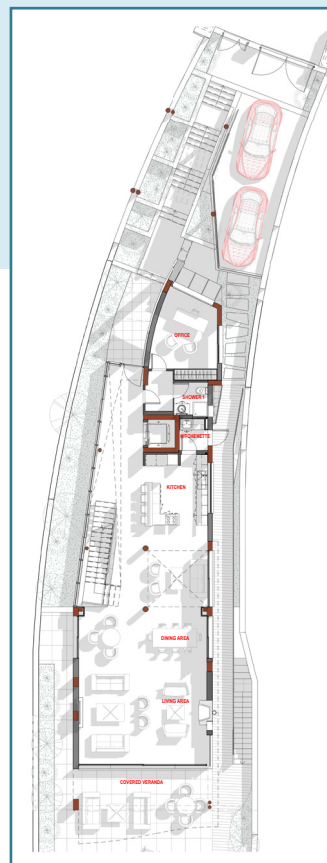 OFFICE
SHOWER 1
KITCHENETTE
KITCHEN
DINING AREA
LIVING AREA
COVERED VERANDA